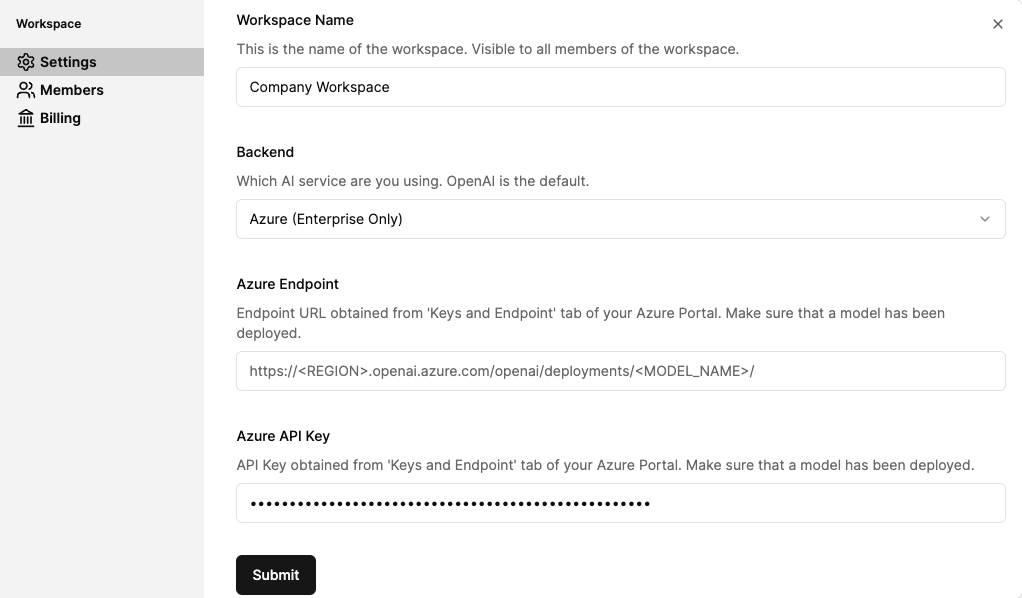 Workspace
Settings
Members
Billing
Workspace Name
This is the name of the workspace. Visible to all members of the workspace.
Company Workspace
Backend
Which AI service are you using. OpenAI is the default.
Azure (Enterprise Only)
Azure Endpoint
Endpoint URL obtained from 'Keys and Endpoint' tab of your Azure Portal. Make sure that a model has been
deployed.
https://<REGION>.openai.azure.com/openai/deployments/<MODEL_NAME>/
Azure API Key
API Key obtained from 'Keys and Endpoint' tab of your Azure Portal. Make sure that a model has been deployed.
•••••••••••••••••••••••••••••••••••••••••••••••••••
Submit